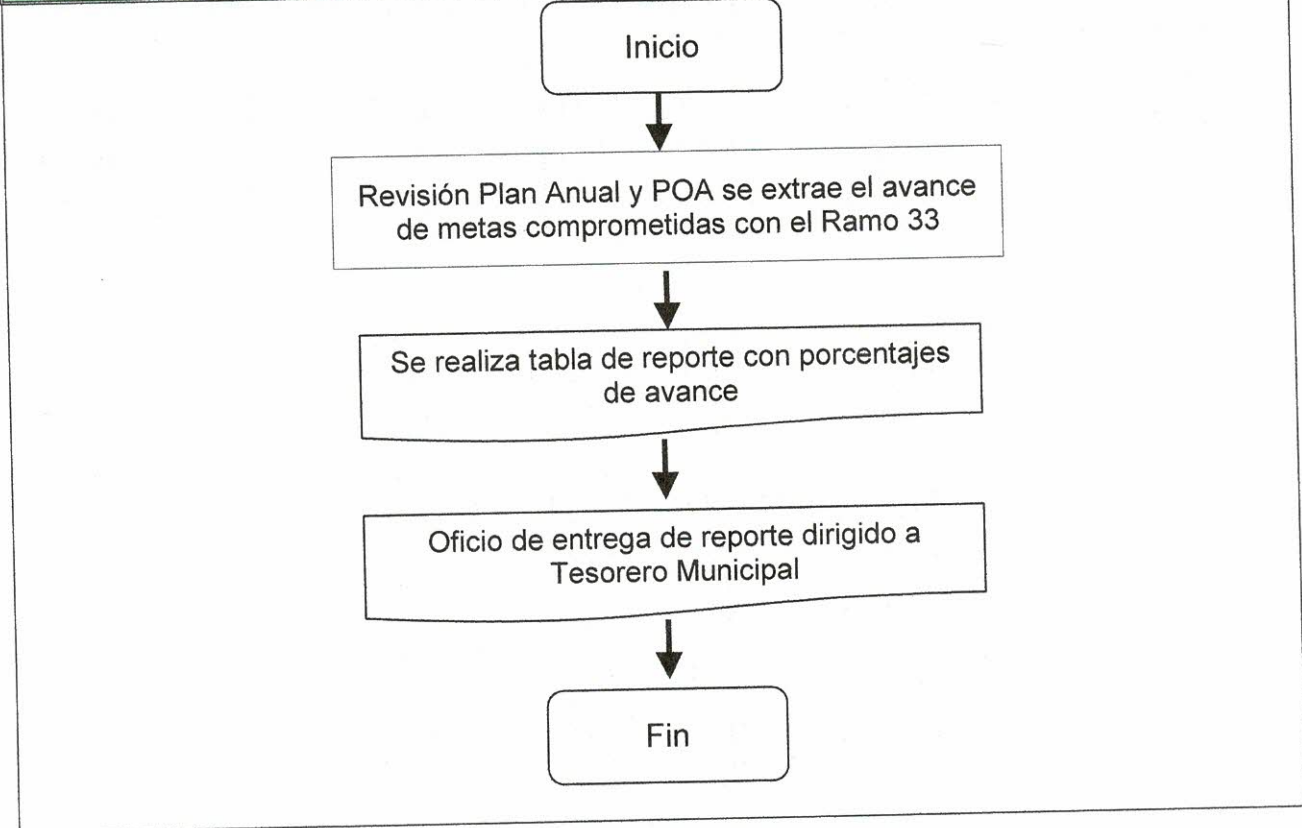 Inicio
Revisión Plan Anual y POA se extrae el avance
de metas comprometidas con el Ramo 33
Se realiza tabla de reporte con porcentajes
de avance
Oficio de entrega de reporte dirigido a
Tesorero Municipal
Fin